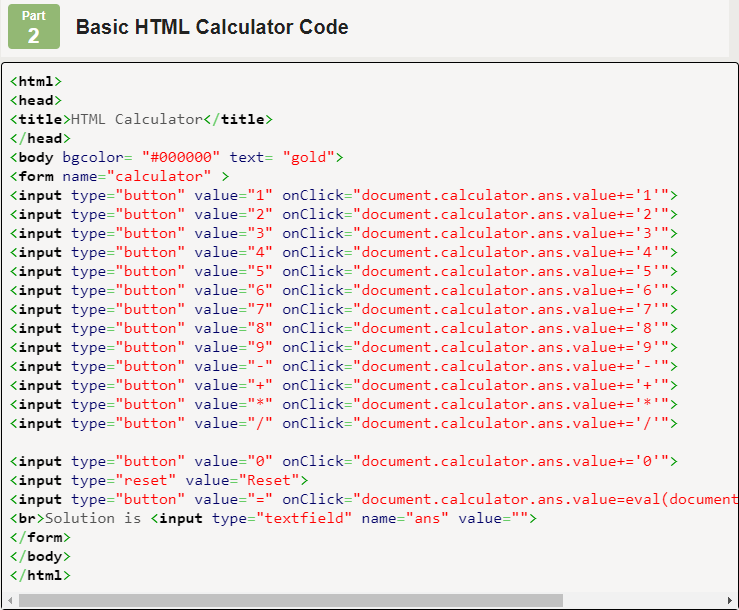 Part
2
Basic HTML Calculator Code
<html>
<head>
<title>HTML Calculator</title>
</head>
<body bgcolor= "#000000" text= "gold">
<form name="calculator" >
<input type="button" value="1" onClick="document.calculator.ans.value+='1'">
<input type="button" value="2" onClick="document.calculator.ans.value+='2'">
<input type="button" value="3" onClick="document.calculator.ans.value+='3'">
<input type="button" value="4" onClick="document.calculator.ans.value+='4'">
<input type="button" value="5" onClick="document.calculator.ans.value+='5'">
<input type="button" value="6" onClick="document.calculator.ans.value+='6'">
<input type="button" value="7" onClick="document.calculator.ans.value+='7'">
<input type="button" value="8" onClick="document.calculator.ans.value+='8'">
<input type="button" value="9" onClick="document.calculator.ans.value+='9'">
<input type="button" value="-" onClick="document.calculator.ans.value+='-'">
<input type="button" value="+" onClick="document.calculator.ans.value+='+'">
<input type="button" value="*" onClick="document.calculator.ans.value+='*'">
<input type="button" value="/" onClick="document.calculator.ans.value+='/'">
<input type="button" value="0" onClick="document.calculator.ans.value+='0'">
<input type="reset" value="Reset">
<input type="button" value="=" onClick="document.calculator.ans.value=eval(document
<br>Solution is <input type="textfield" name="ans" value="">
</form>
</body>
</html>